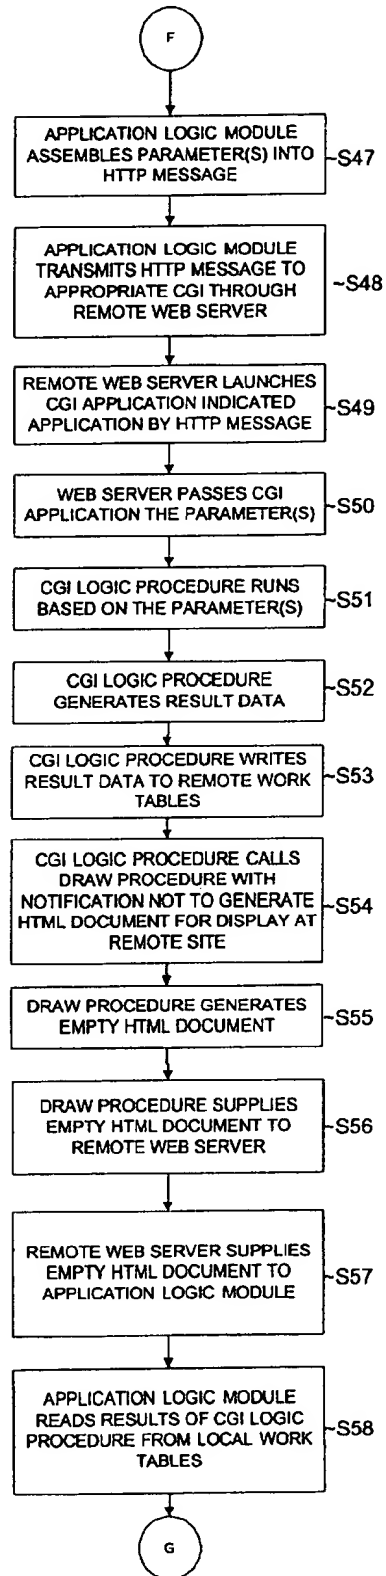 F
APPLICATION LOGIC MODULE
ASSEMBLES PARAMETER(S) INTO
HTTP MESSAGE
~S47
APPLICATION LOGIC MODULE
TRANSMITS HTTP MESSAGE TO
APPROPRIATE CGI THROUGH
REMOTE WEB SERVER
~S48
REMOTE WEB SERVER LAUNCHES
CGI APPLICATION INDICATED
APPLICATION BY HTTP MESSAGE
~S49
WEB SERVER PASSES CGI
APPLICATION THE PARAMETER(S)
~S50
CGI LOGIC PROCEDURE RUNS
BASED ON THE PARAMETER(S)
~S51
CGI LOGIC PROCEDURE
GENERATES RESULT DATA
~S52
CGI LOGIC PROCEDURE WRITES
RESULT DATA TO REMOTE WORK
TABLES
~S53
CGI LOGIC PROCEDURE CALLS
DRAW PROCEDURE WITH
NOTIFICATION NOT TO GENERATE
HTML DOCUMENT FOR DISPLAY AT
REMOTE SITE
~S54
DRAW PROCEDURE GENERATES
EMPTY HTML DOCUMENT
~S55
DRAW PROCEDURE SUPPLIES
EMPTY HTML DOCUMENT TO
REMOTE WEB SERVER
~S56
REMOTE WEB SERVER SUPPLIES
EMPTY HTML DOCUMENT TO
APPLICATION LOGIC MODULE
~S57
APPLICATION LOGIC MODULE
READS RESULTS OF CGI LOGIC
PROCEDURE FROM LOCAL WORK
TABLES
~S58
G